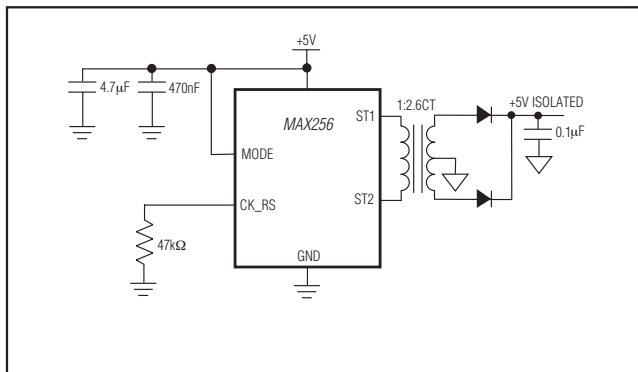 +5V
4.7µF
470nF
MAX256
ST1
1:2.6CT
+5V ISOLATED
0.1µF
MODE
CK_RS
ST2
47kΩ
GND